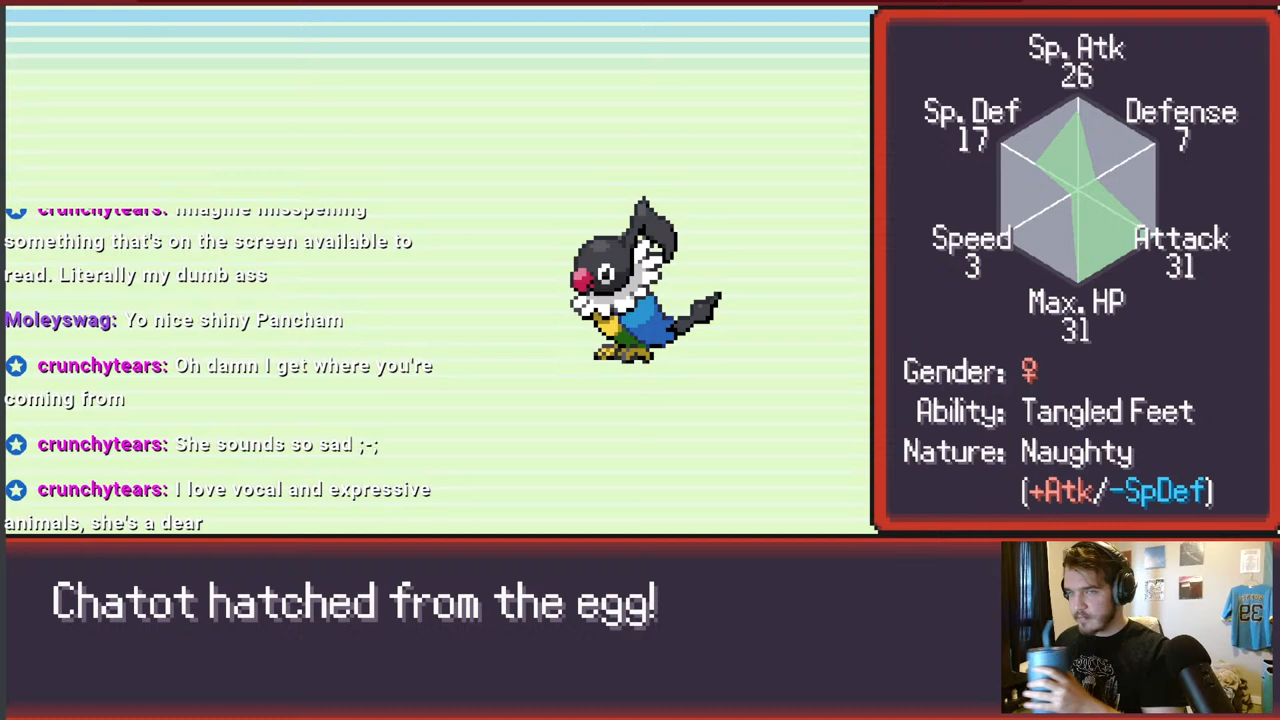 crunchytears: Imagine misspelling
something that's on the screen available to
read. Literally my dumb ass
Moleyswag: Yo nice shiny Pancham
crunchytears: Oh damn I get where you're
coming from
crunchytears: She sounds so sad ;-;
crunchytears: I love vocal and expressive
animals, she's a dear
Sp. Atk
26
Sp. Def
17
Defense
7
Speed
3
Attack
31
Max. HP
31
Gender: ♀
Ability: Tangled Feet
Nature: Naughty
(+Atk/-SpDef)
Chatot hatched from the egg!